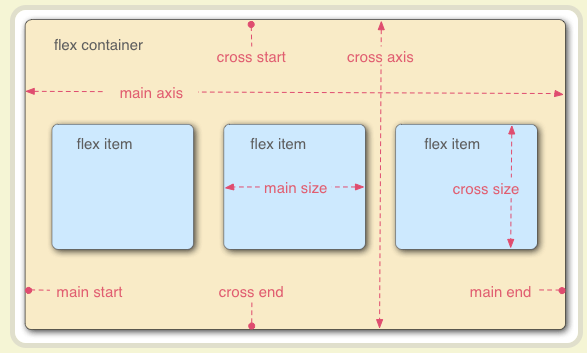 flex container
cross start
cross axis
main axis
flex item
flex item
flex item
main size
cross size
main start
cross end
main end